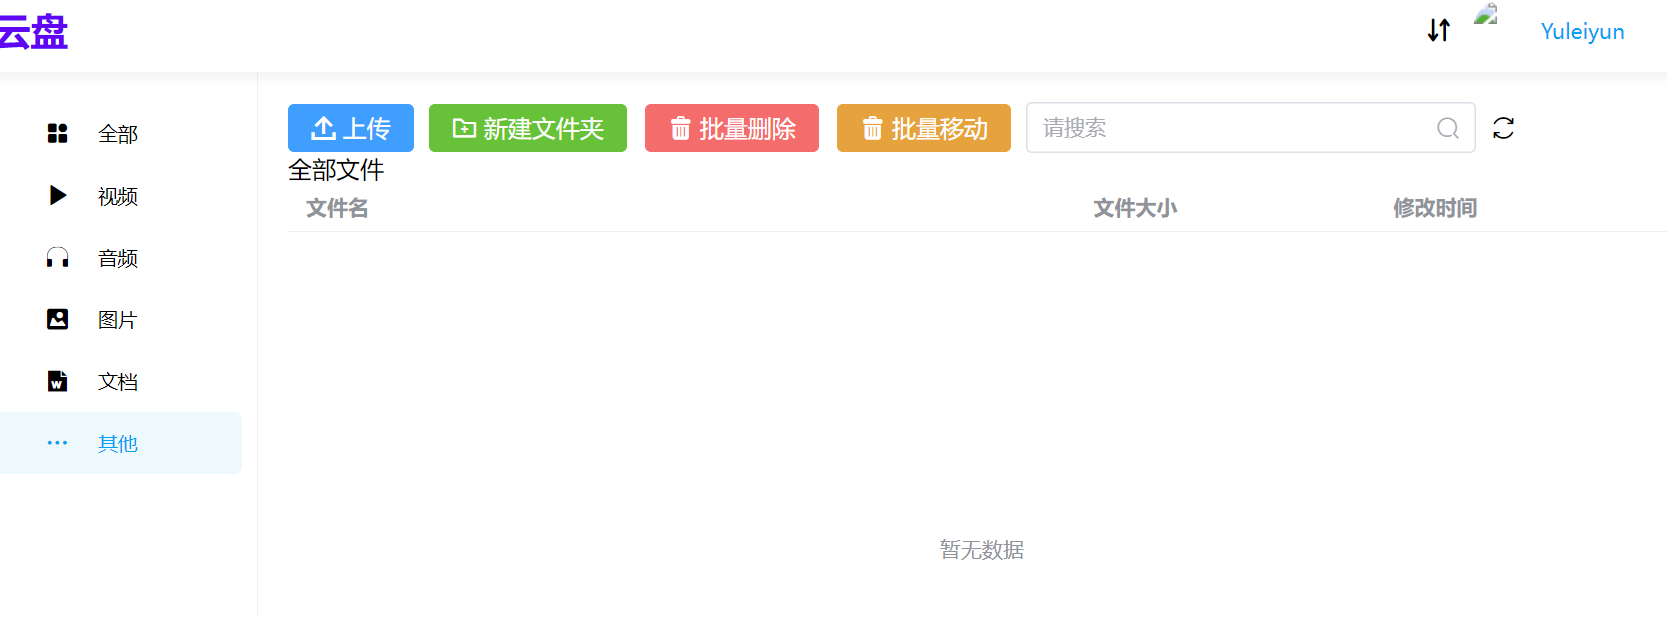 云盘
Yuleiyun
全部
视频
音频
图片
文档
其他
上传 新建文件夹 批量删除 批量移动 请搜索
全部文件
文件名 文件大小 修改时间
暂无数据